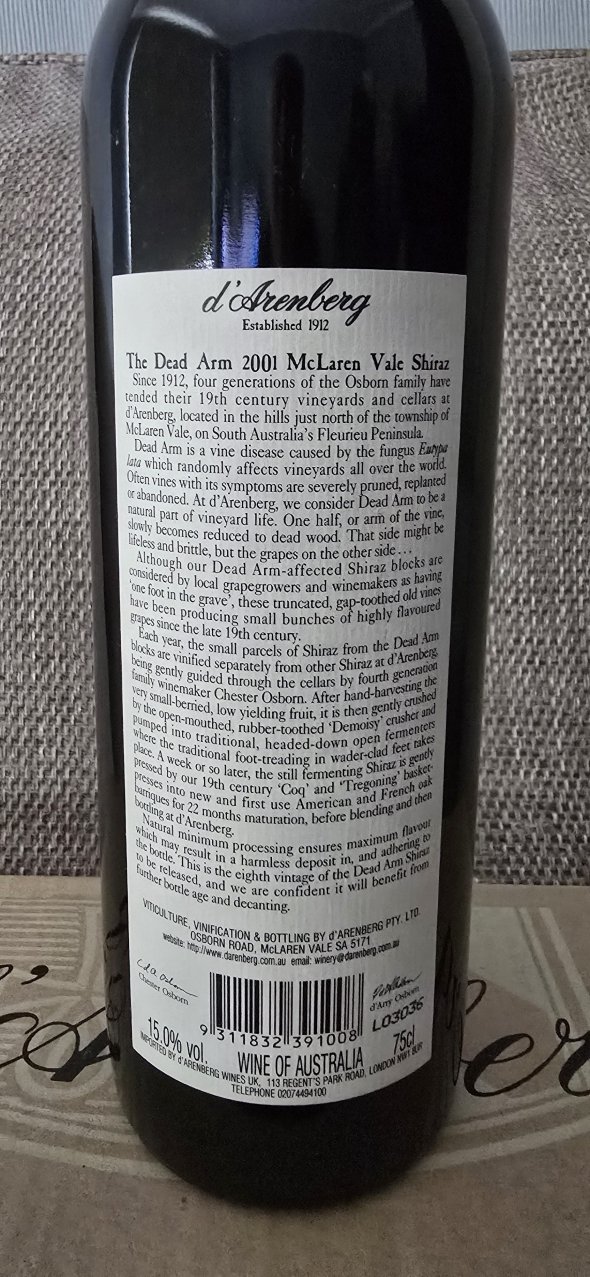 d'Arenberg
Established 1912
The Dead Arm 2001 McLaren Vale Shiraz
Since 1912, four generations of the Osborn family have
tended their 19th century vineyards and cellars at
d'Arenberg, located in the hills just north of the township of
McLaren Vale, on South Australia's Fleurieu Peninsula.
Dead Arm is a vine disease caused by the fungus Eutypa
lata which randomly affects vineyards all over the world.
Often vines with its symptoms are severely pruned, replanted
or abandoned. At d'Arenberg, we consider Dead Arm to be a
natural part of vineyard life. One half, or arm of the vine,
slowly becomes reduced to dead wood. That side might be
lifeless and brittle, but the grapes on the other side...
Although our Dead Arm-affected Shiraz blocks are
considered by local grapegrowers and winemakers as having
'one foot in the grave', these truncated, gap-toothed old vines
have been producing small bunches of highly flavoured
grapes since the late 19th century.
Each year, the small parcels of Shiraz from the Dead Arm
blocks are vinified separately from other Shiraz at d'Arenberg,
being gently guided through the cellars by fourth generation
family winemaker Chester Osborn. After hand-harvesting the
very small-berried, low yielding fruit, it is then gently crushed
by the open-mouthed, rubber-toothed 'Demoisy' crusher and
pumped into traditional, headed-down open fermenters
where the traditional foot-treading in wader-clad feet takes
place. A week or so later, the still fermenting Shiraz is gently
pressed by our 19th century 'Coq' and 'Tregoning' basket-
presses into new and first use American and French oak
barriques for 22 months maturation, before blending and then
bottling at d'Arenberg.
Natural minimum processing ensures maximum flavour
which may result in a harmless deposit in, and adhering to
the bottle. This is the eighth vintage of the Dead Arm Shiraz
to be released, and we are confident it will benefit from
further bottle age and decanting.
VITICULTURE, VINIFICATION & BOTTLING BY d'ARENBERG PTY. LTD.
OSBORN ROAD, McLAREN VALE SA 5171
website: http://www.darenberg.com.au email: winery@darenberg.com.au
Chester Osborn
d'Arry Osborn
L03036
9 311832 391008
15.0% vol.
WINE OF AUSTRALIA
75cl
IMPORTED BY d'ARENBERG WINES UK, 113 REGENT'S PARK ROAD, LONDON NW1 8UR
TELEPHONE 02074494100